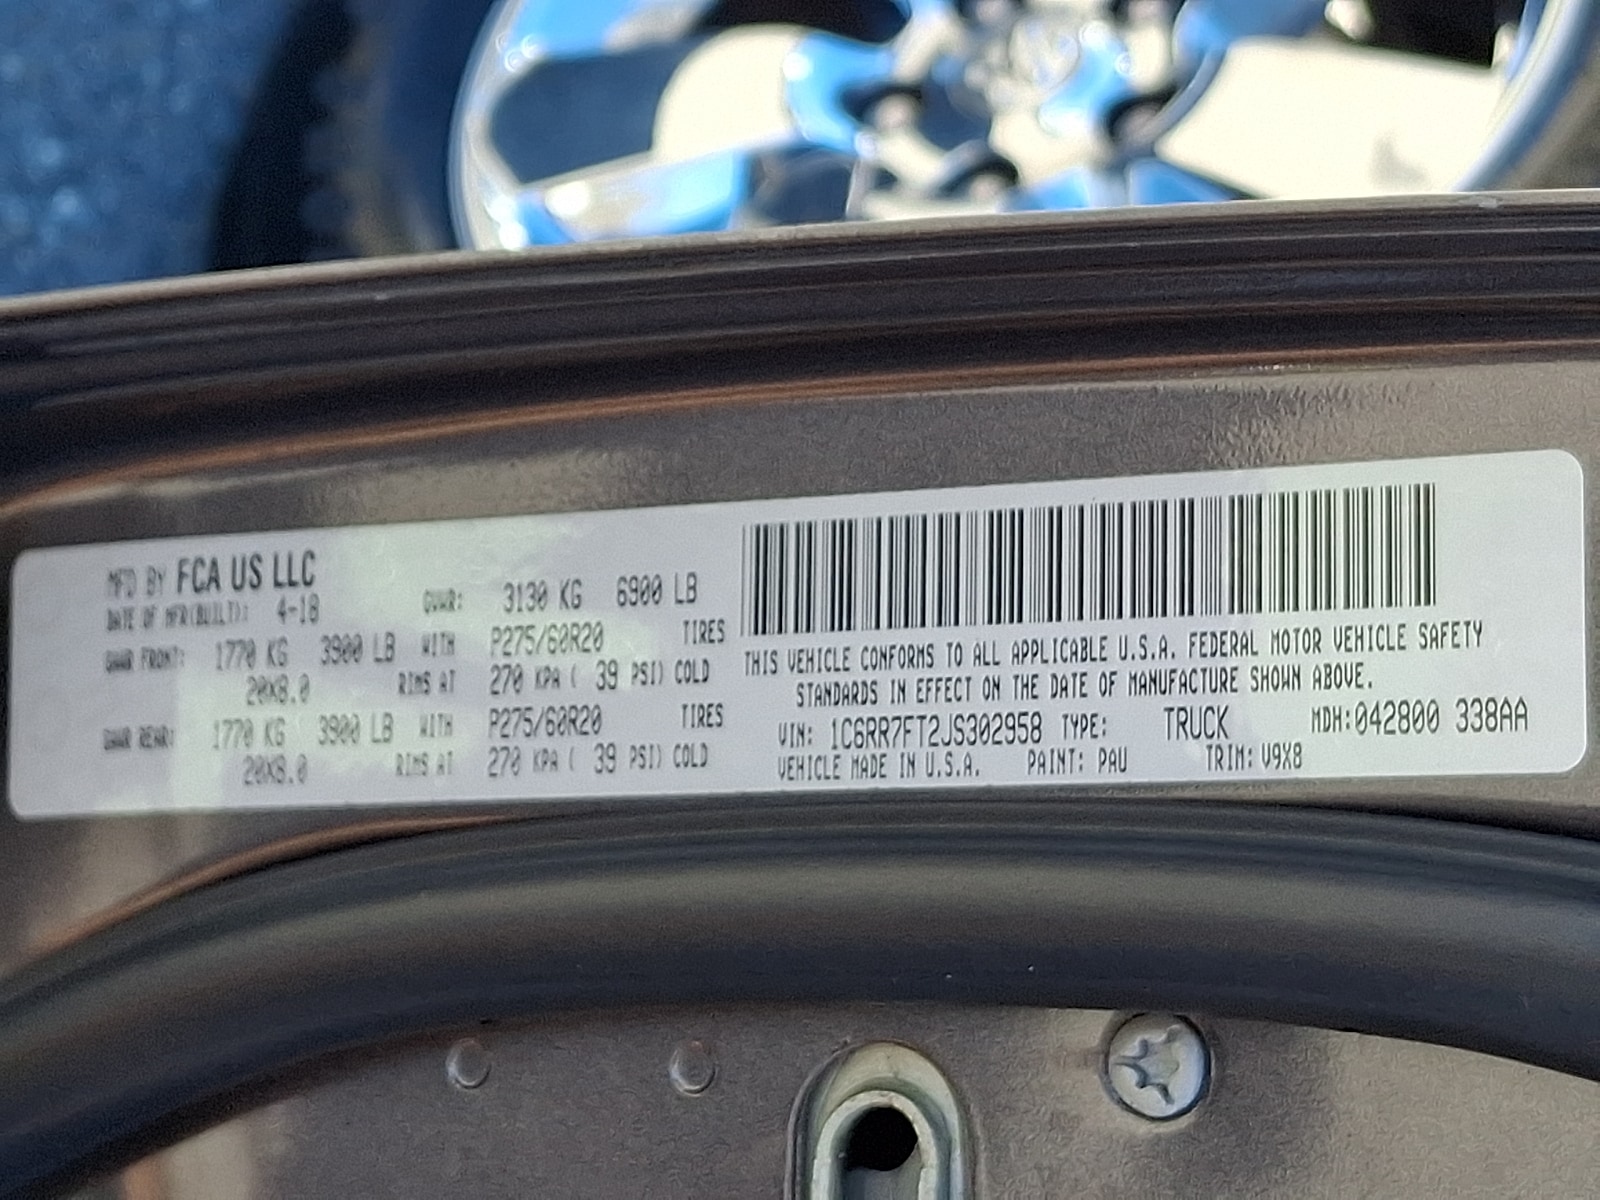 MFD BY FCA US LLC
DATE OF MFR(BUILT): 4-18 GVWR: 3130 KG 6900 LB
GAWR FRONT: 1770 KG 3900 LB WITH P275/60R20 TIRES
20X8.0 RIMS AT 270 KPA ( 39 PSI) COLD
GAWR REAR: 1770 KG 3900 LB WITH P275/60R20 TIRES
20X8.0 RIMS AT 270 KPA ( 39 PSI) COLD
THIS VEHICLE CONFORMS TO ALL APPLICABLE U.S.A. FEDERAL MOTOR VEHICLE SAFETY
STANDARDS IN EFFECT ON THE DATE OF MANUFACTURE SHOWN ABOVE.
VIN: 1C6RR7FT2JS302958 TYPE: TRUCK MDH:042800 338AA
VEHICLE MADE IN U.S.A. PAINT: PAU TRIM: V9X8